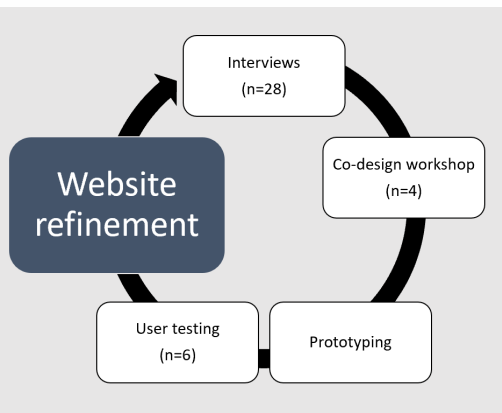 Interviews
(n=28)
Co-design workshop
(n=4)
Prototyping
User testing
(n=6)
Website
refinement